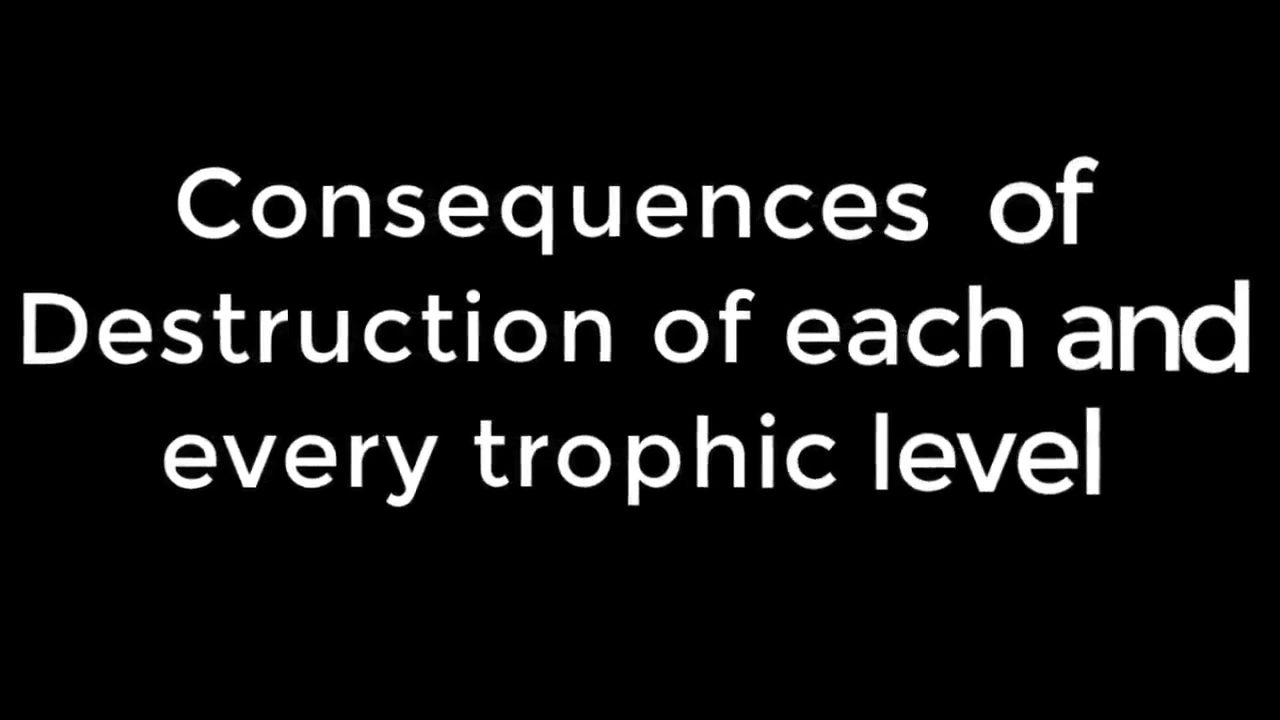 Consequences of
Destruction of each and
every trophic level